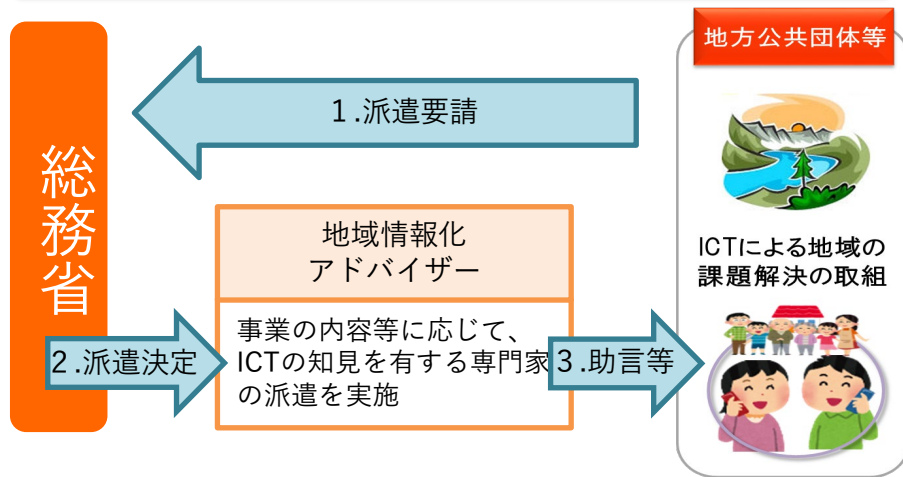 地方公共団体等
１.派遣要請
総務省
地域情報化
アドバイザー
ICTによる地域の
課題解決の取組
事業の内容等に応じて、
ICTの知見を有する専門家
の派遣を実施
2.派遣決定
3.助言等